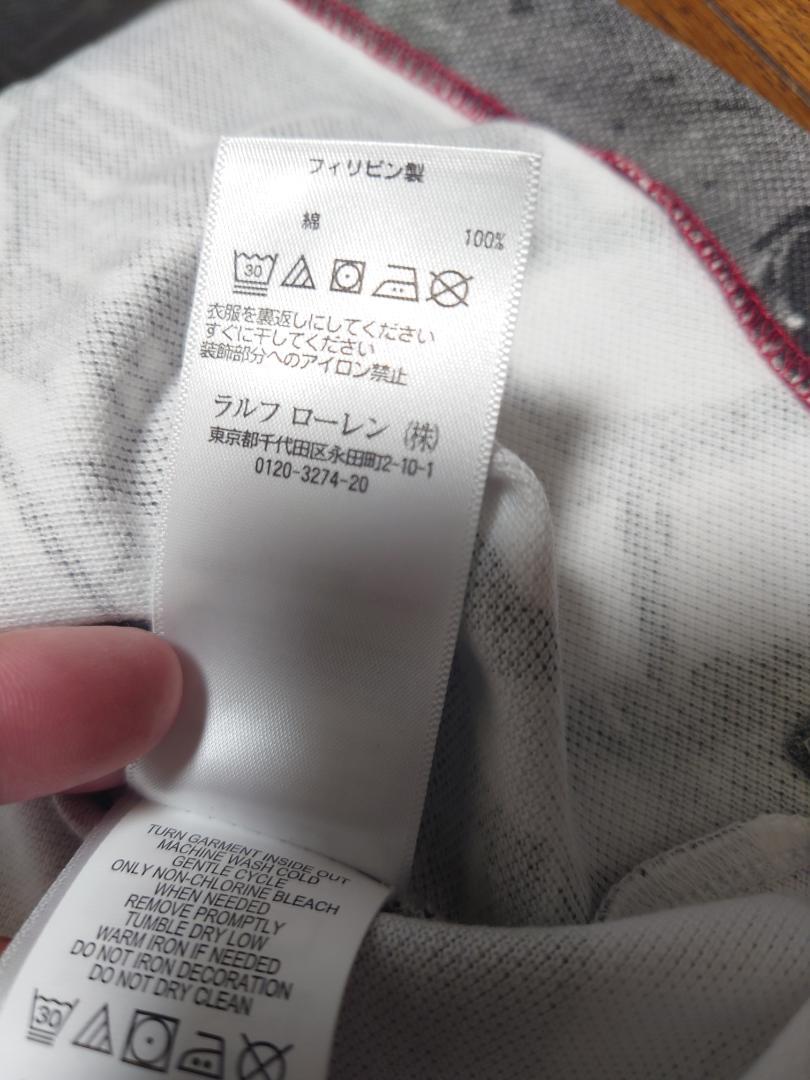 フィリピン製
綿 100%
30
衣服を裏返しにしてください
すぐに干してください
装飾部分へのアイロン禁止
ラルフ ローレン (株)
東京都千代田区永田町2-10-1
0120-3274-20
TURN GARMENT INSIDE OUT
MACHINE WASH COLD
GENTLE CYCLE
ONLY NON-CHLORINE BLEACH
WHEN NEEDED
REMOVE PROMPTLY
TUMBLE DRY LOW
WARM IRON IF NEEDED
DO NOT IRON DECORATION
DO NOT DRY CLEAN
30